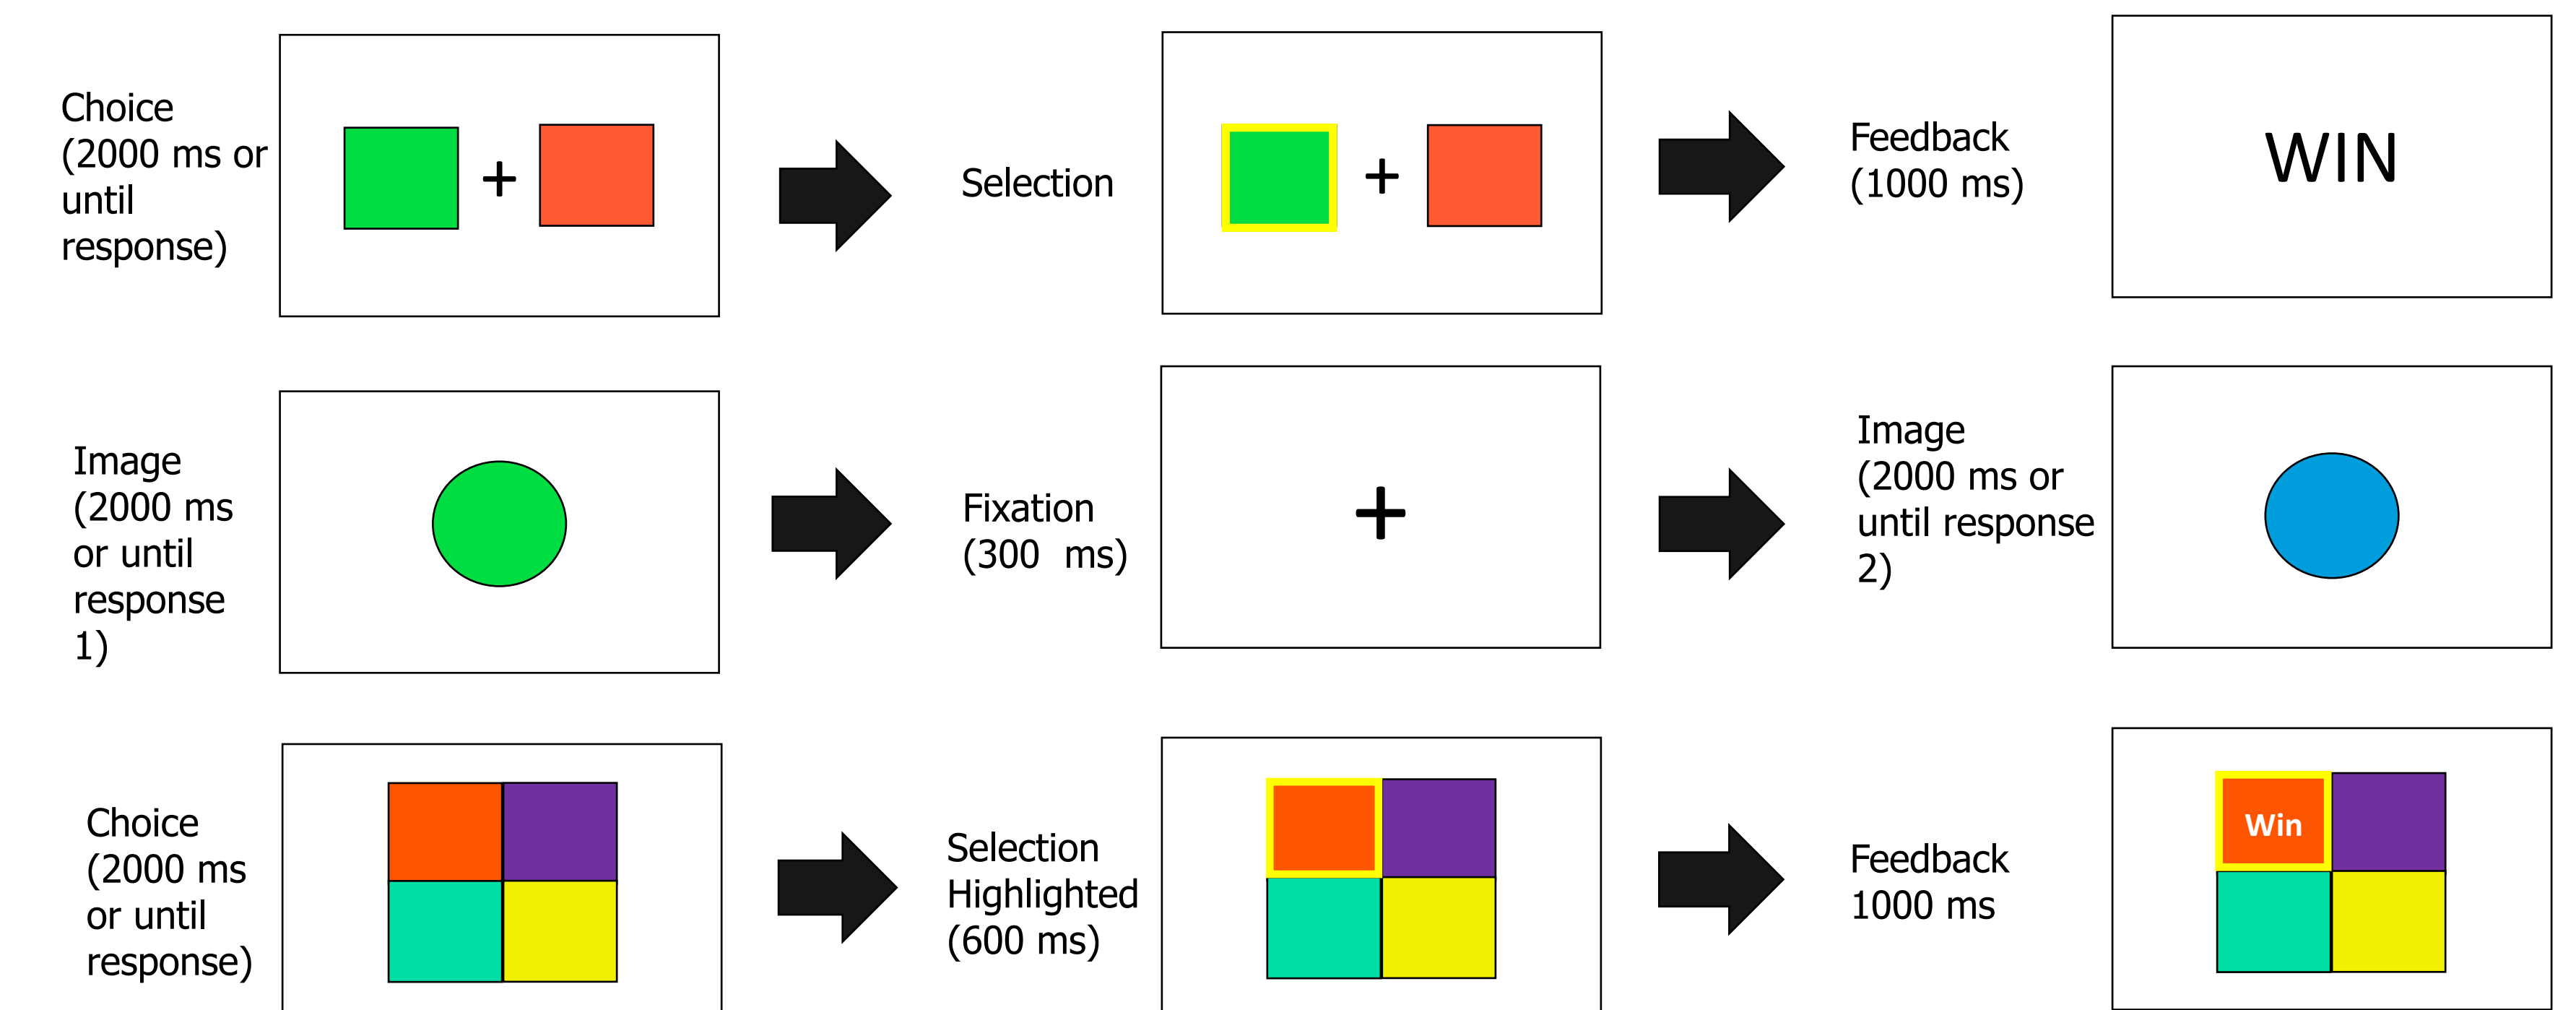 Choice
(2000 ms or
until
response)
+
Selection
+
Feedback
(1000 ms)
WIN
Image
(2000 ms
or until
response
1)
Fixation
(300  ms)
+
Image
(2000 ms or
until response
2)
Choice
(2000 ms
or until
response)
Selection
Highlighted
(600 ms)
Feedback
1000 ms
Win